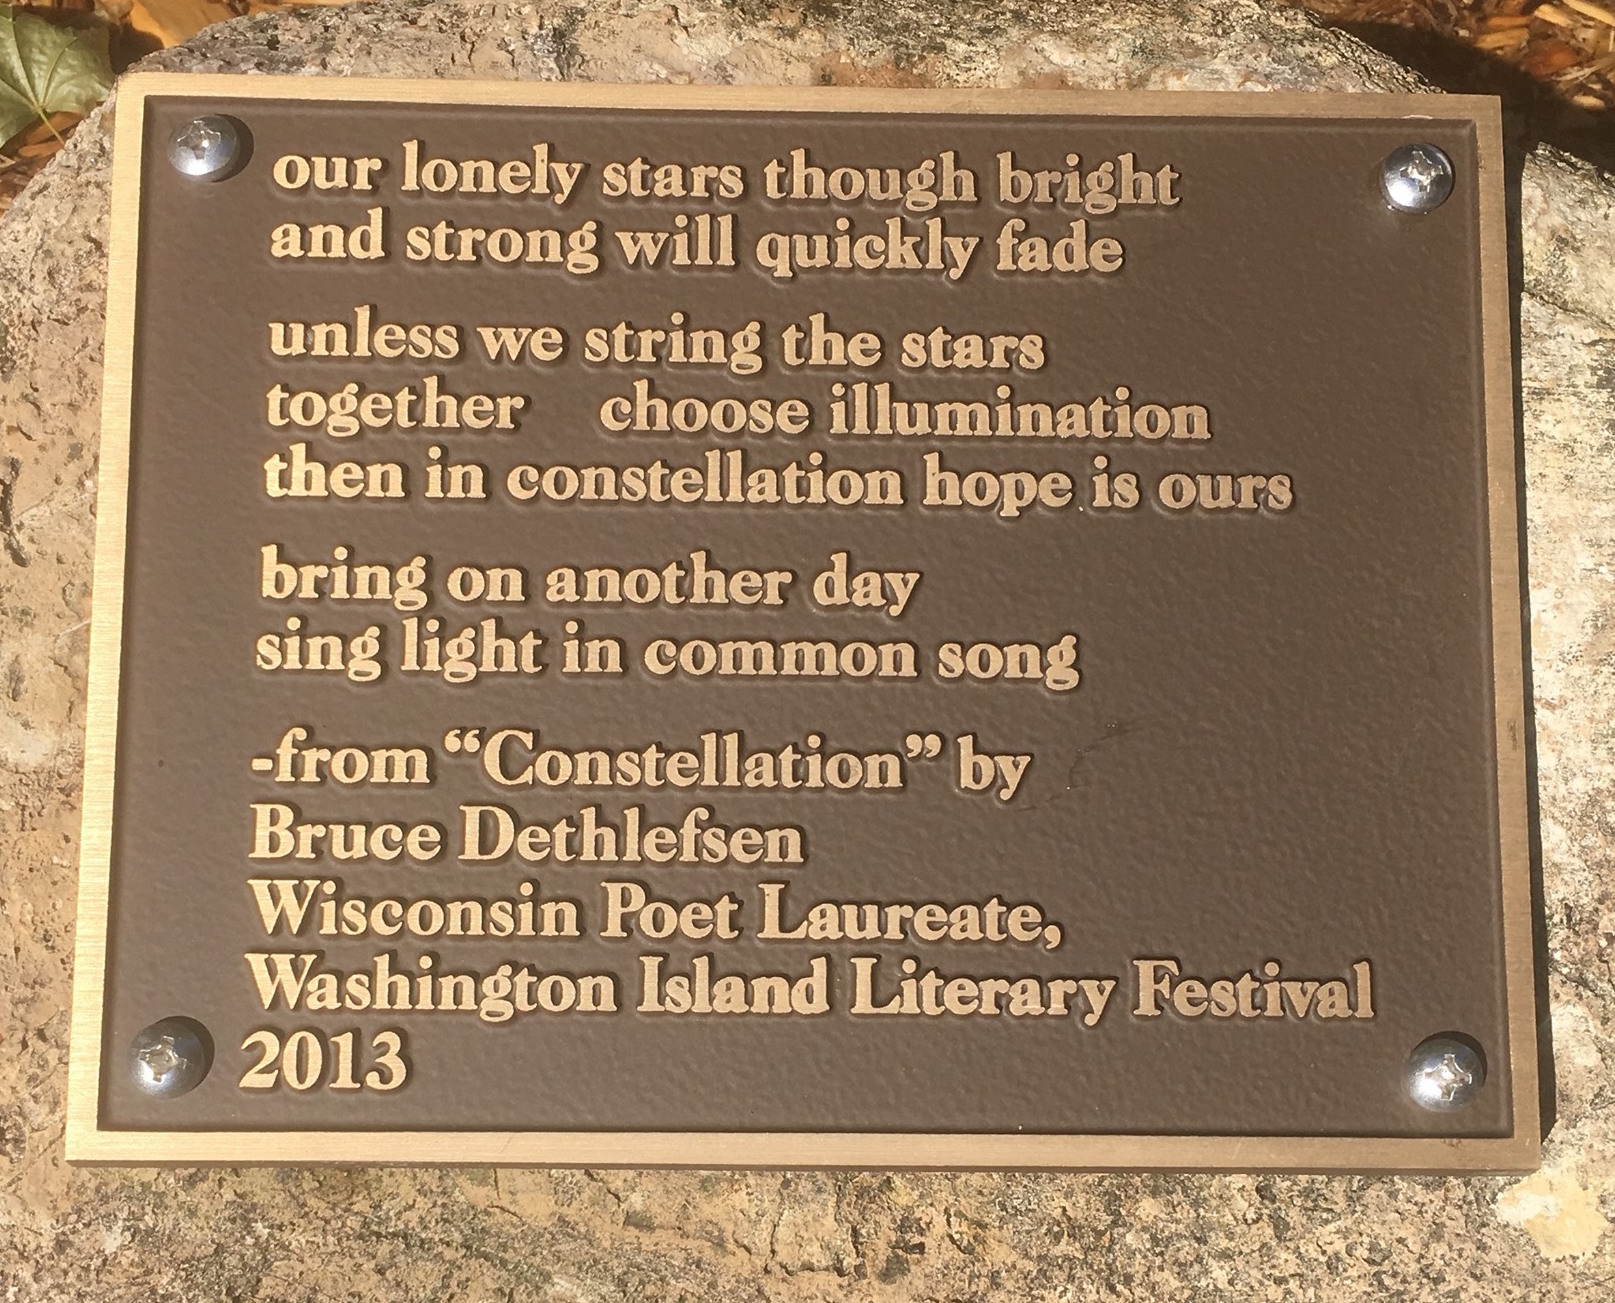 our lonely stars though bright
and strong will quickly fade
unless we string the stars
together    choose illumination
then in constellation hope is ours
bring on another day
sing light in common song
-from “Constellation” by
Bruce Dethlefsen
Wisconsin Poet Laureate,
Washington Island Literary Festival
2013